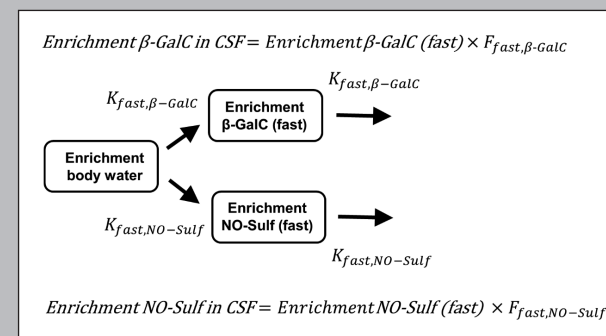 Enrichment β-GalC in CSF = Enrichment β-GalC (fast) × F_fast,β-GalC
K_fast,β−GalC
K_fast,β−GalC
Enrichment
β-GalC (fast)
Enrichment
body water
Enrichment
NO-Sulf (fast)
K_fast,NO−Sulf
K_fast,NO−Sulf
Enrichment NO-Sulf in CSF = Enrichment NO-Sulf (fast) × F_fast,NO−Sulf